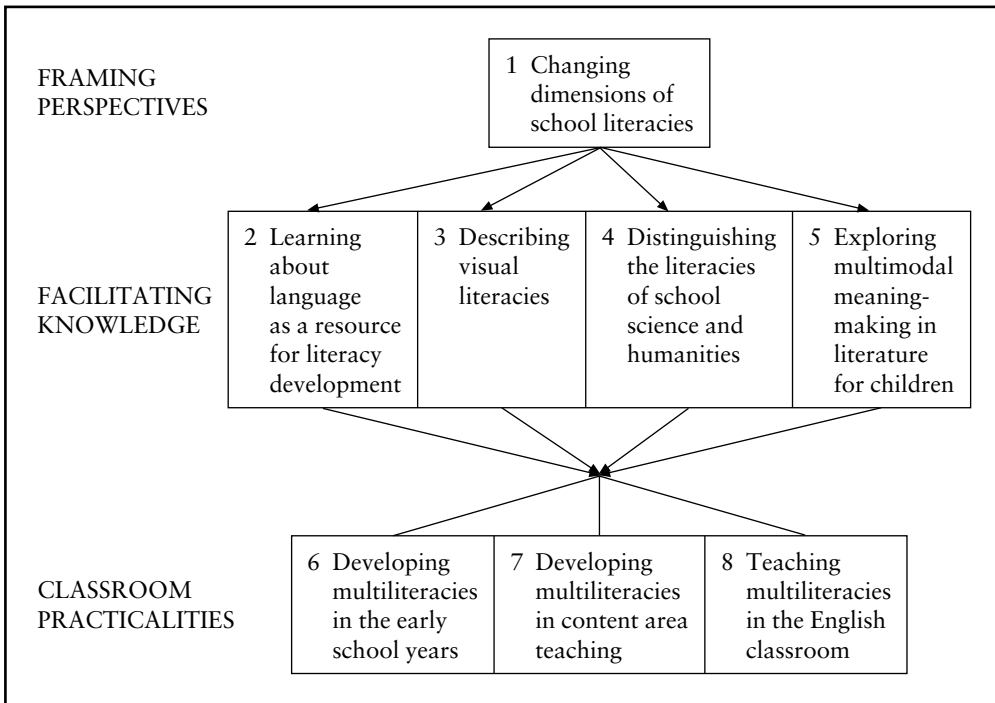 FRAMING
PERSPECTIVES
1 Changing
dimensions of
school literacies
FACILITATING
KNOWLEDGE
2 Learning
about
language
as a resource
for literacy
development
3 Describing
visual
literacies
4 Distinguishing
the literacies
of school
science and
humanities
5 Exploring
multimodal
meaning-
making in
literature
for children
CLASSROOM
PRACTICALITIES
6 Developing
multiliteracies
in the early
school years
7 Developing
multiliteracies
in content area
teaching
8 Teaching
multiliteracies
in the English
classroom